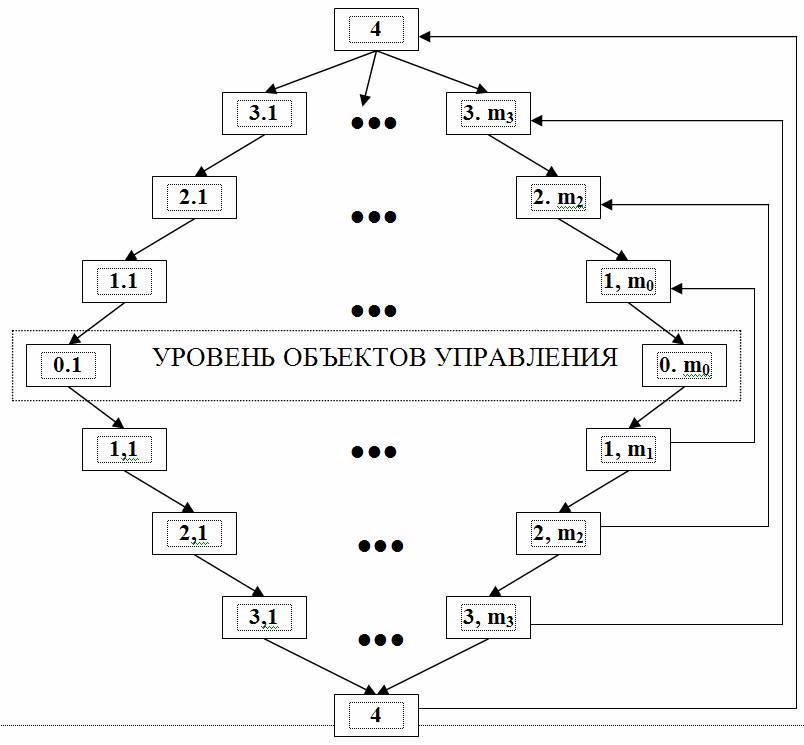 4
3.1 ••• 3. m₃
2.1 ••• 2. m₂
1.1 ••• 1, m₀
0.1 УРОВЕНЬ ОБЪЕКТОВ УПРАВЛЕНИЯ 0. m₀
1,1 ••• 1, m₁
2,1 ••• 2, m₂
3,1 ••• 3, m₃
4